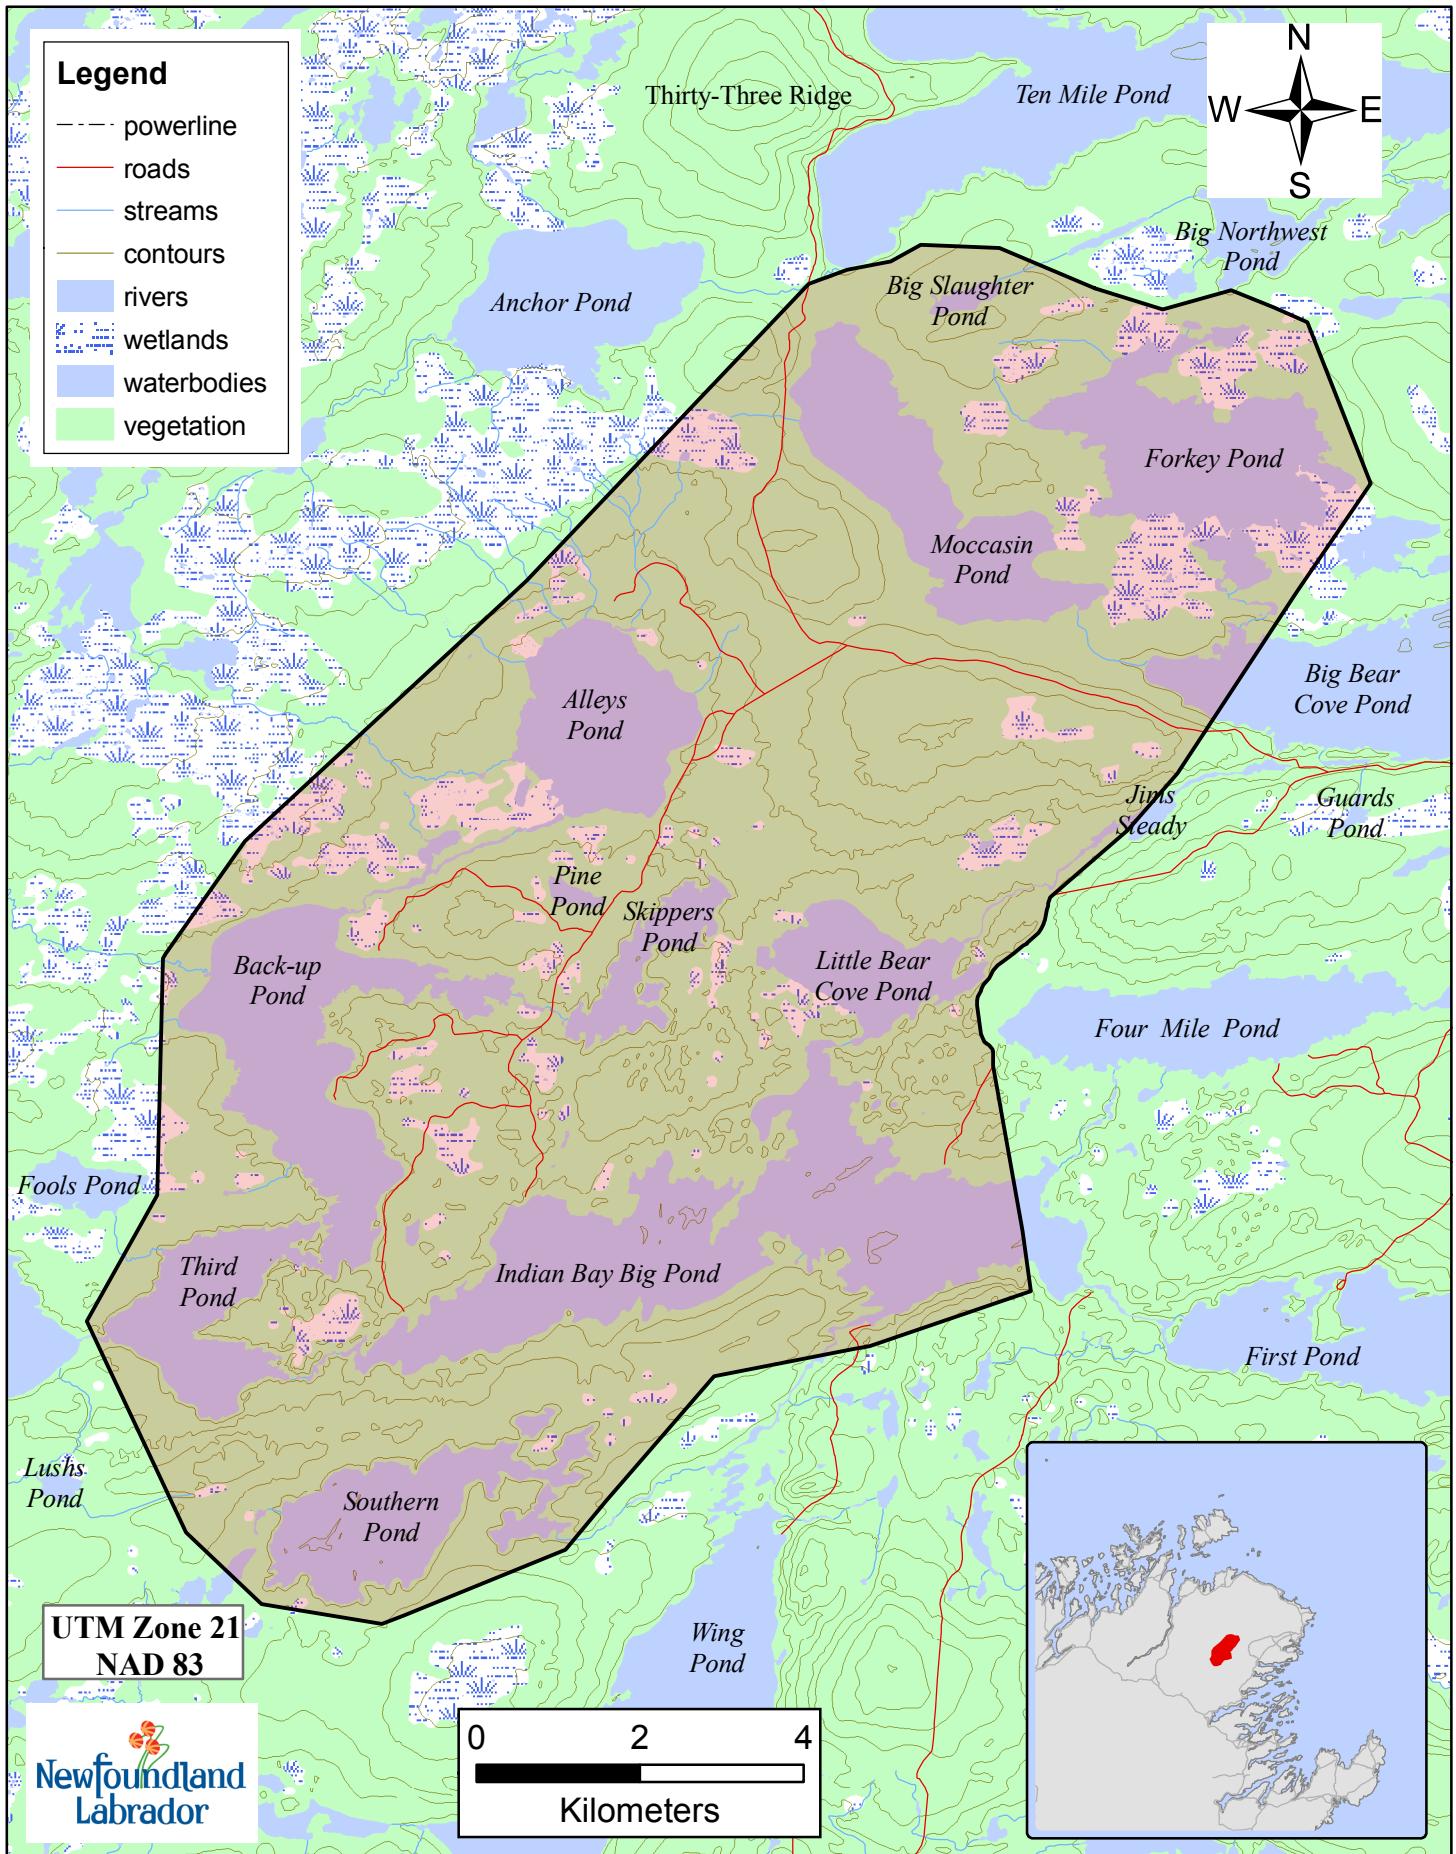 Legend
powerline
roads
streams
contours
rivers
wetlands
waterbodies
vegetation
Thirty-Three Ridge
Ten Mile Pond
N
W E
S
Big Northwest
Pond
Anchor Pond
Big Slaughter
Pond
Forkey Pond
Moccasin
Pond
Big Bear
Cove Pond
Alleys
Pond
Jims
Steady
Guards
Pond
Pine
Pond
Skippers
Pond
Back-up
Pond
Little Bear
Cove Pond
Four Mile Pond
Fools Pond
Third
Pond
Indian Bay Big Pond
First Pond
Lushs
Pond
Southern
Pond
Wing
Pond
UTM Zone 21
NAD 83
Newfoundland
Labrador
0 2 4
Kilometers